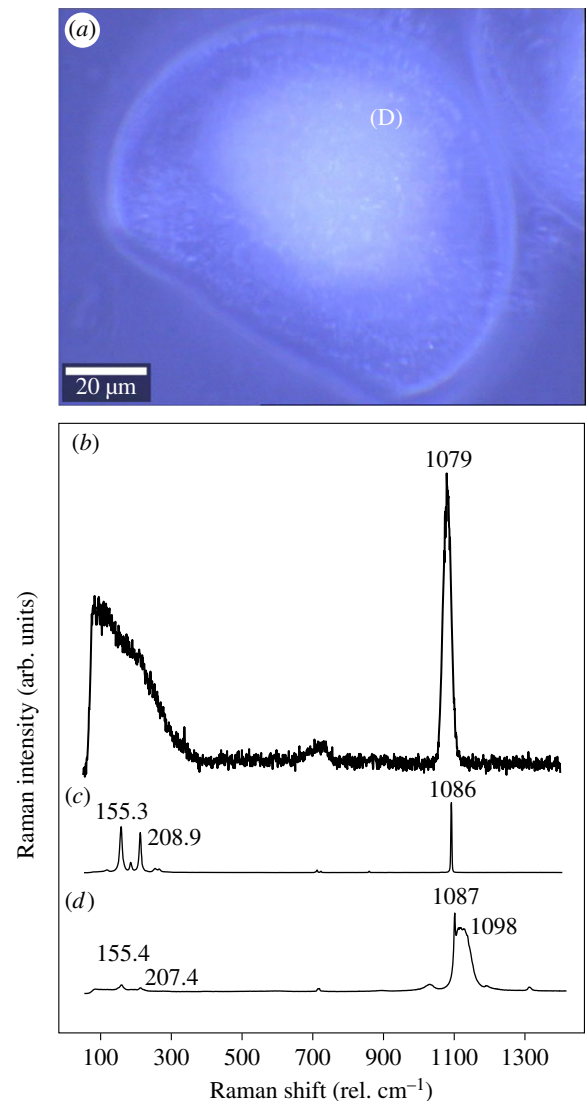 (a)
(D)
20 µm
(b)
1079
(c)
155.3
208.9
1086
(d)
155.4
207.4
1087
1098
Raman intensity (arb. units)
100 300 500 700 900 1100 1300
Raman shift (rel. cm⁻¹)